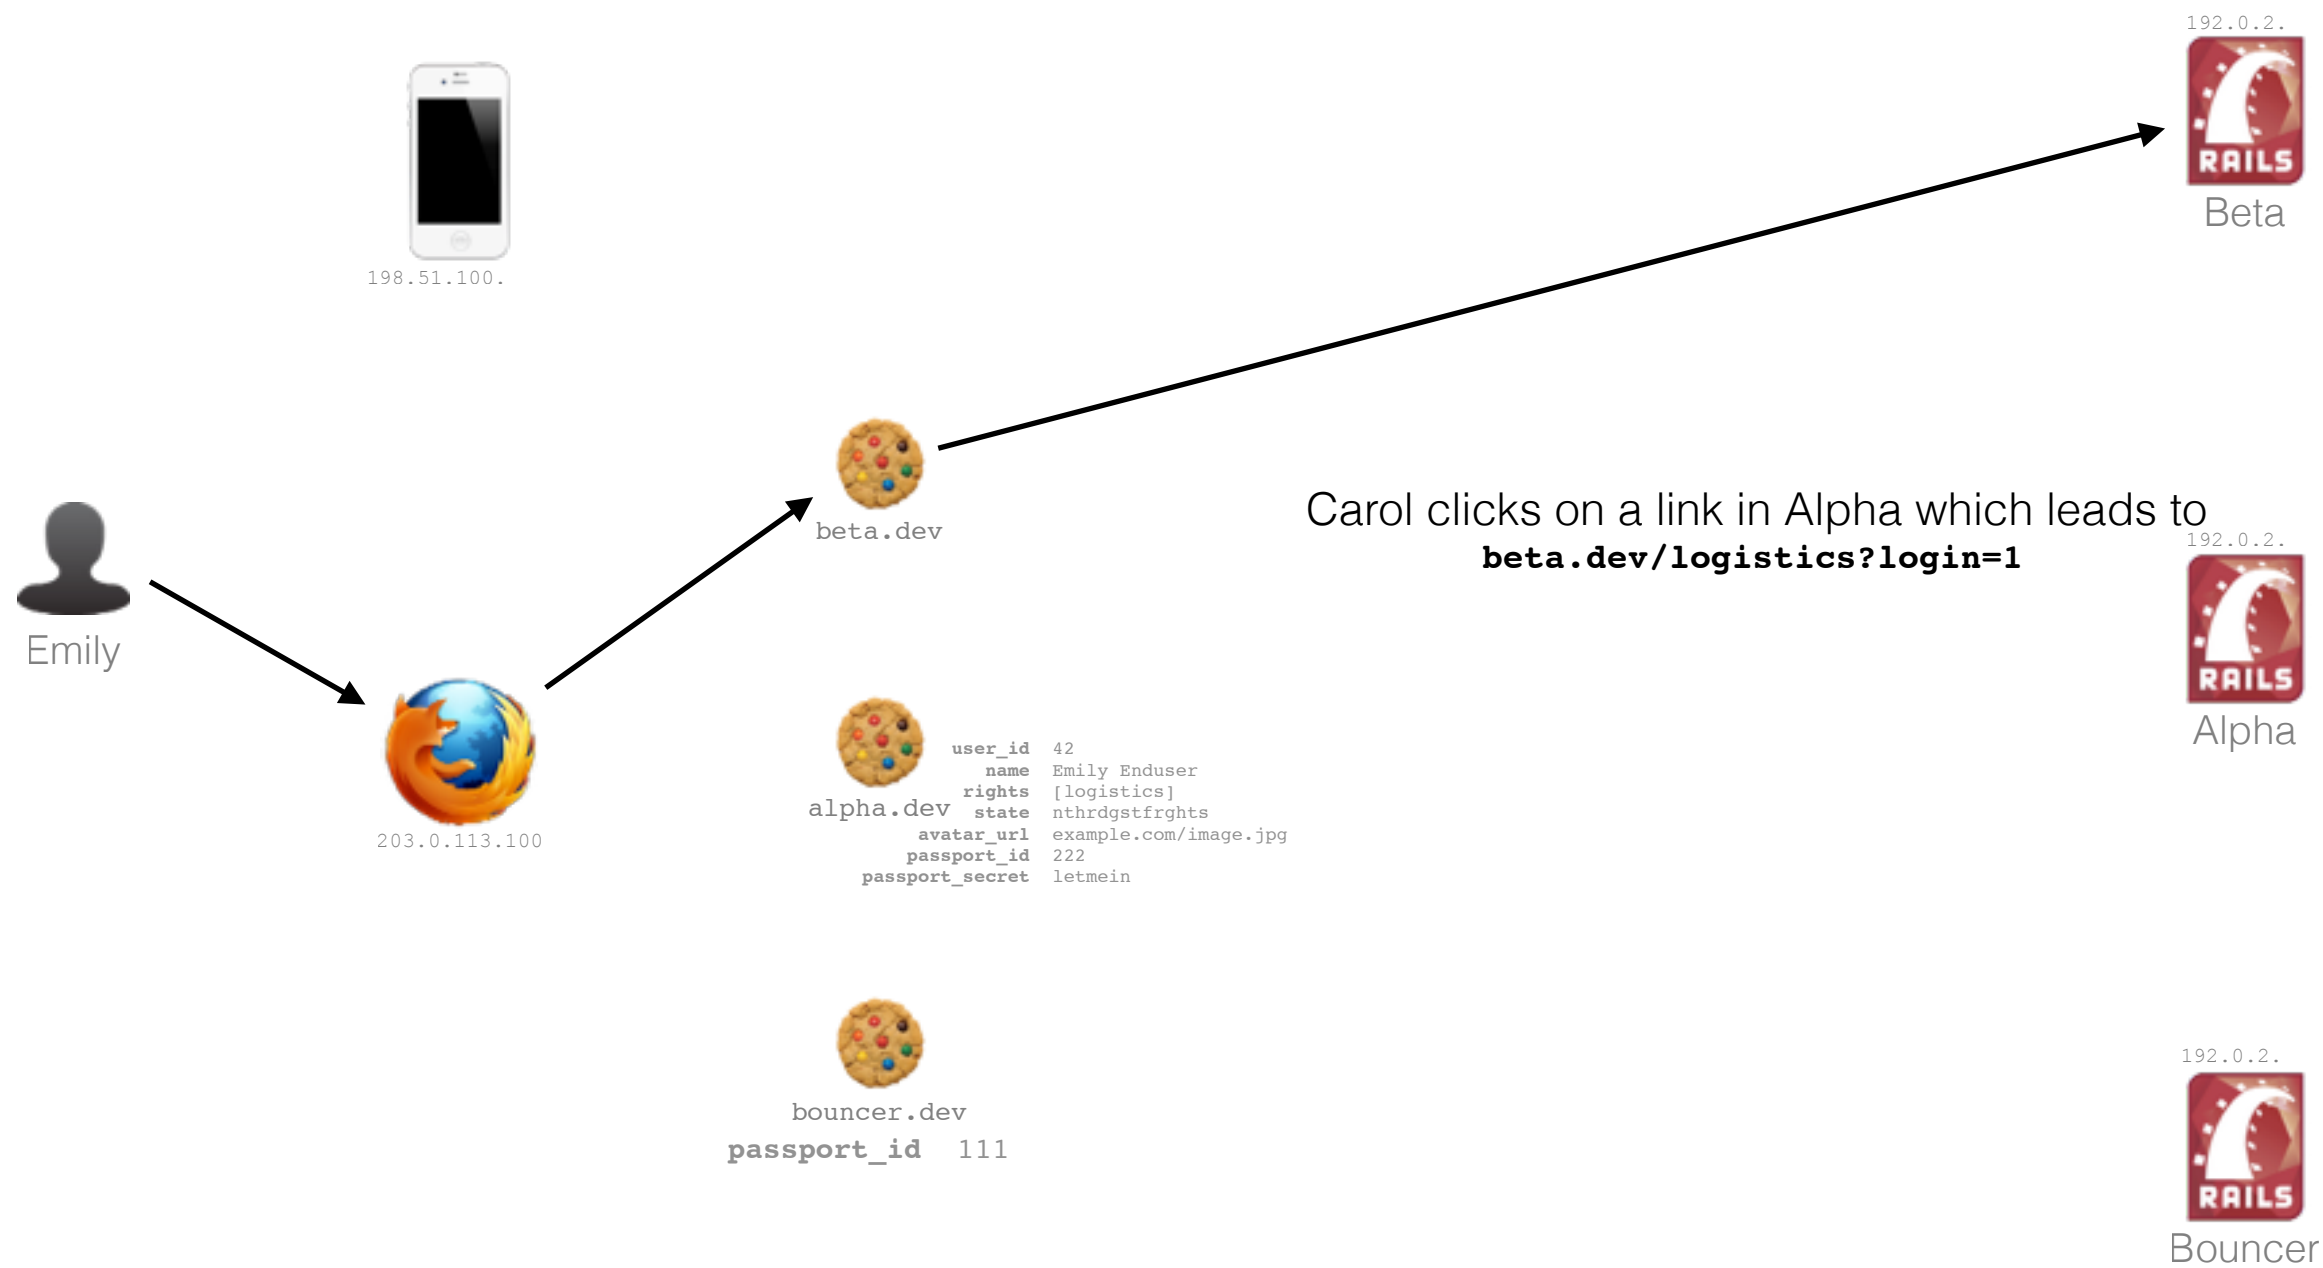 192.0.2.
RAILS
Beta
198.51.100.
beta.dev
Carol clicks on a link in Alpha which leads to
beta.dev/logistics?login=1
192.0.2.
RAILS
Alpha
Emily
203.0.113.100
alpha.dev
user_id 42
name Emily Enduser
rights [logistics]
state nthrdgstfrghts
avatar_url example.com/image.jpg
passport_id 222
passport_secret letmein
bouncer.dev
passport_id 111
192.0.2.
RAILS
Bouncer